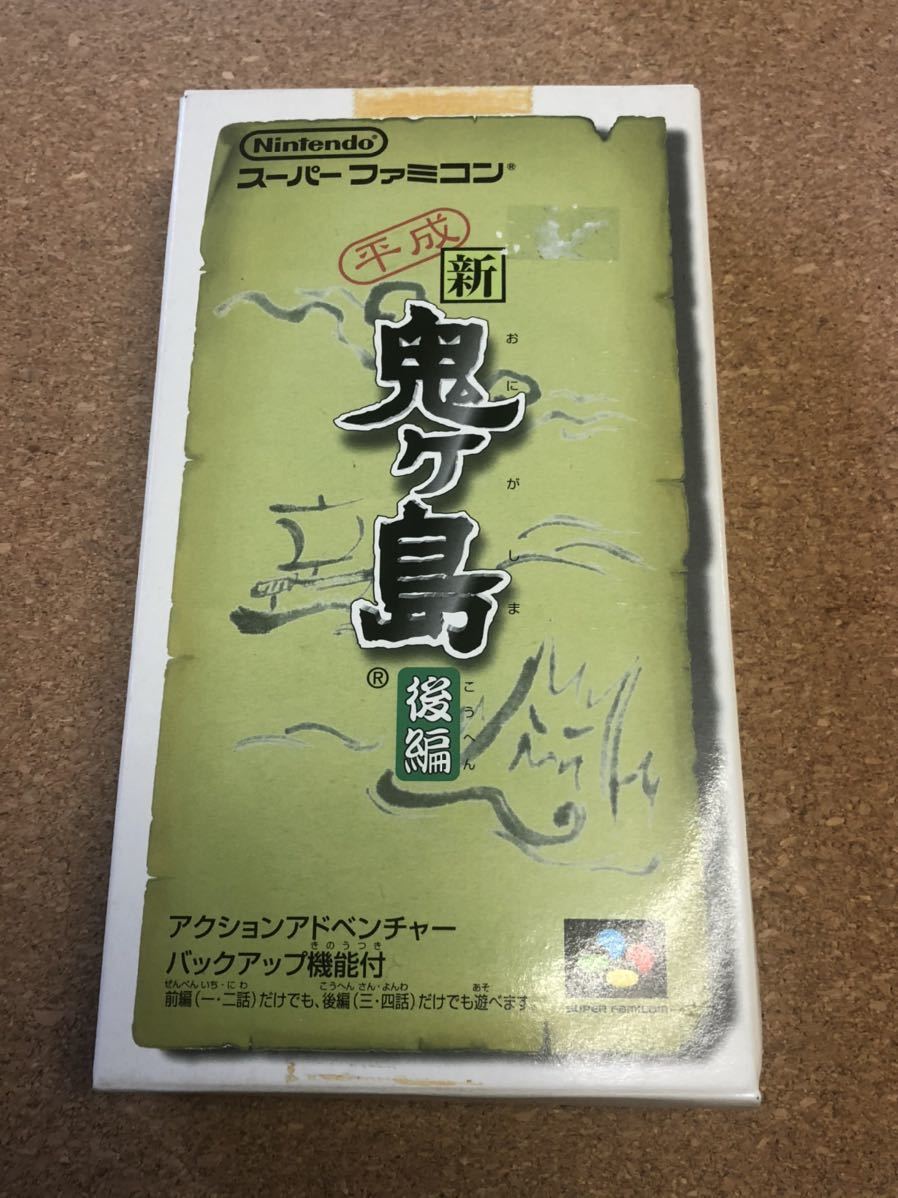 Nintendo®
スーパーファミコン®
平成
新
鬼ヶ島
おにがしま
®
後編
こうへん
アクションアドベンチャー
きのうつき
バックアップ機能付
ぜんぺんいち・にわ こうへんさん・よんわ あそ
前編(一・二話)だけでも、後編(三・四話)だけでも遊べます。
SUPER FAMICOM